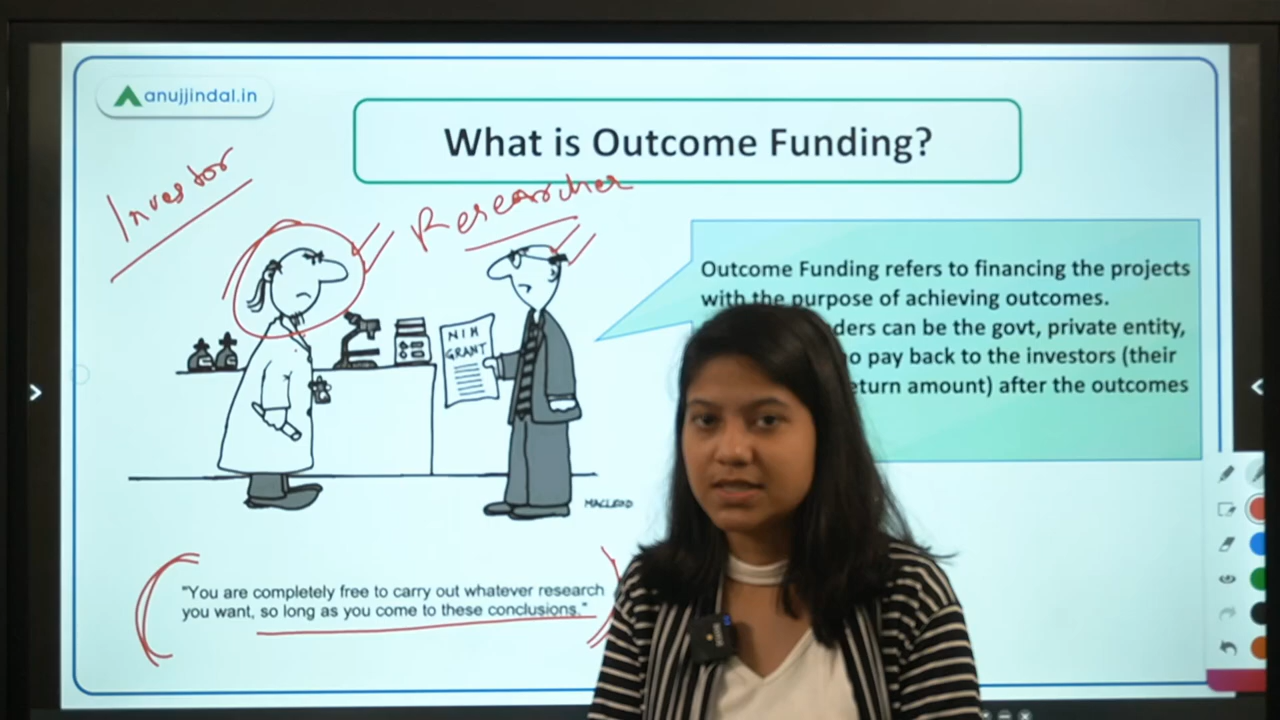 anujjindal.in
What is Outcome Funding?
Investor
Researcher
NIH
GRANT
MACLEOD
"You are completely free to carry out whatever research
you want, so long as you come to these conclusions."
Outcome Funding refers to financing the projects
with the purpose of achieving outcomes.
can be the govt, private entity,
pay back to the investors (their
amount) after the outcomes